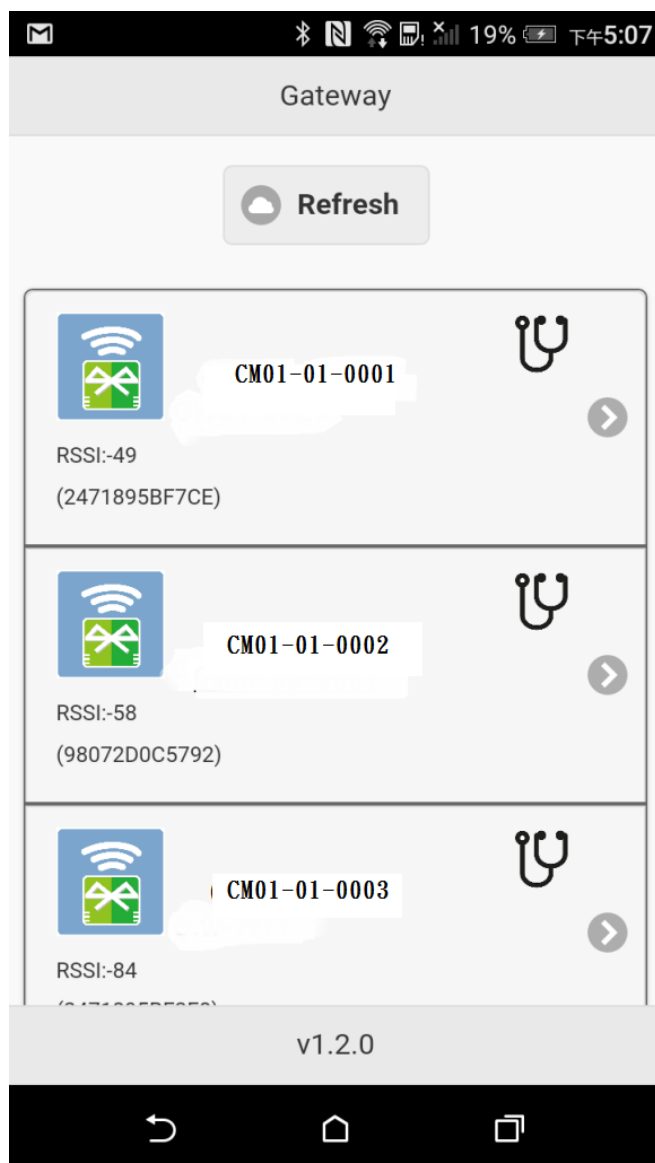 19% 下午5:07
Gateway
Refresh
CM01-01-0001
RSSI:-49
(2471895BF7CE)
CM01-01-0002
RSSI:-58
(98072D0C5792)
CM01-01-0003
RSSI:-84
v1.2.0